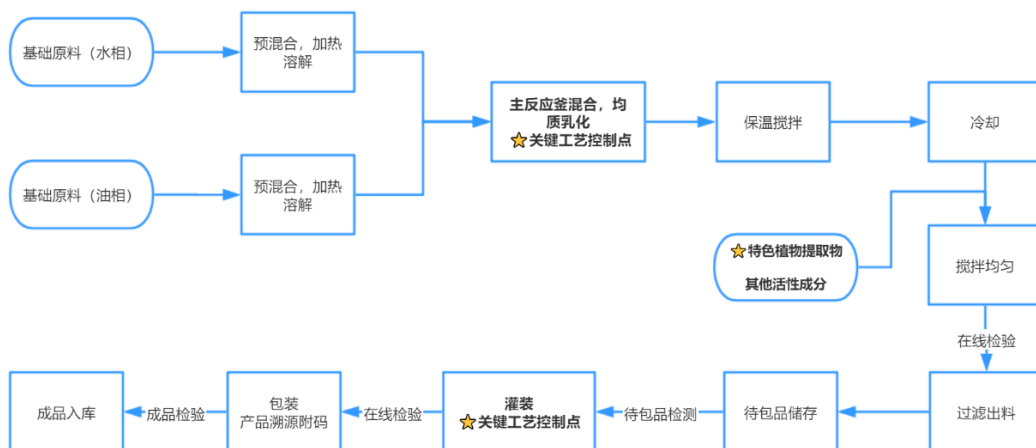 基础原料（水相）
预混合，加热
溶解
基础原料（油相）
预混合，加热
溶解
主反应釜混合，均
质乳化
⭐关键工艺控制点
保温搅拌
冷却
⭐特色植物提取物
其他活性成分
搅拌均匀
在线检验
过滤出料
待包品储存
待包品检测
灌装
⭐关键工艺控制点
在线检验
包装
产品溯源附码
成品检验
成品入库